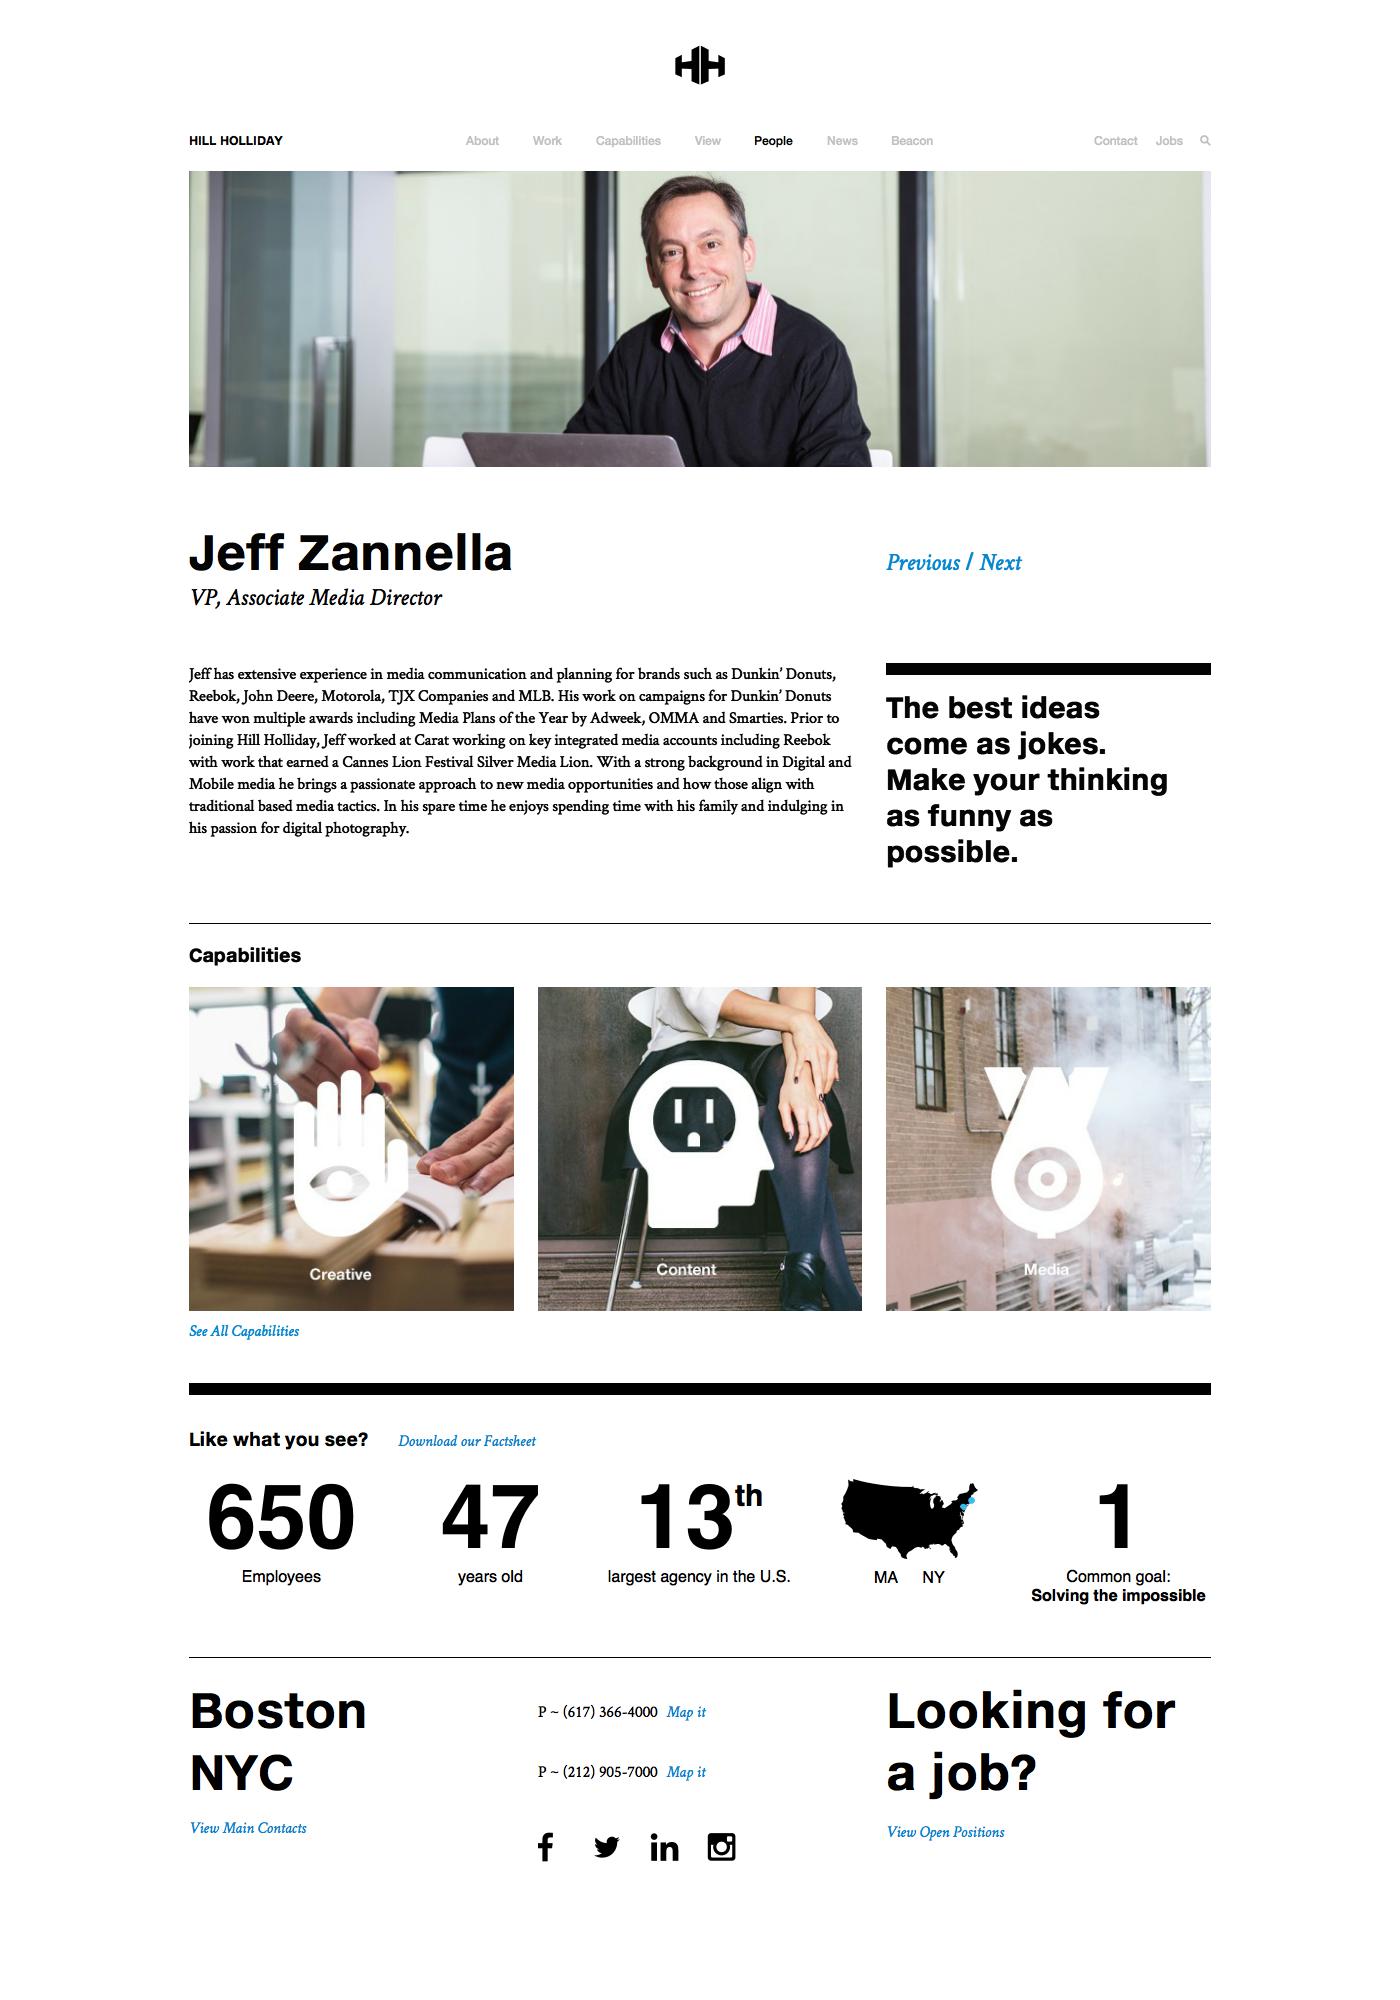 HILL HOLLIDAY
About Work Capabilities View People News Beacon
Contact Jobs
Jeff Zannella
VP, Associate Media Director
Previous / Next
Jeff has extensive experience in media communication and planning for brands such as Dunkin’ Donuts,
Reebok, John Deere, Motorola, TJX Companies and MLB. His work on campaigns for Dunkin’ Donuts
have won multiple awards including Media Plans of the Year by Adweek, OMMA and Smarties. Prior to
joining Hill Holliday, Jeff worked at Carat working on key integrated media accounts including Reebok
with work that earned a Cannes Lion Festival Silver Media Lion. With a strong background in Digital and
Mobile media he brings a passionate approach to new media opportunities and how those align with
traditional based media tactics. In his spare time he enjoys spending time with his family and indulging in
his passion for digital photography.
The best ideas
come as jokes.
Make your thinking
as funny as
possible.
Capabilities
Creative
Content
Media
See All Capabilities
Like what you see?
Download our Factsheet
650
Employees
47
years old
13th
largest agency in the U.S.
MA NY
1
Common goal:
Solving the impossible
Boston
NYC
View Main Contacts
P ~ (617) 366-4000 Map it
P ~ (212) 905-7000 Map it
Looking for
a job?
View Open Positions